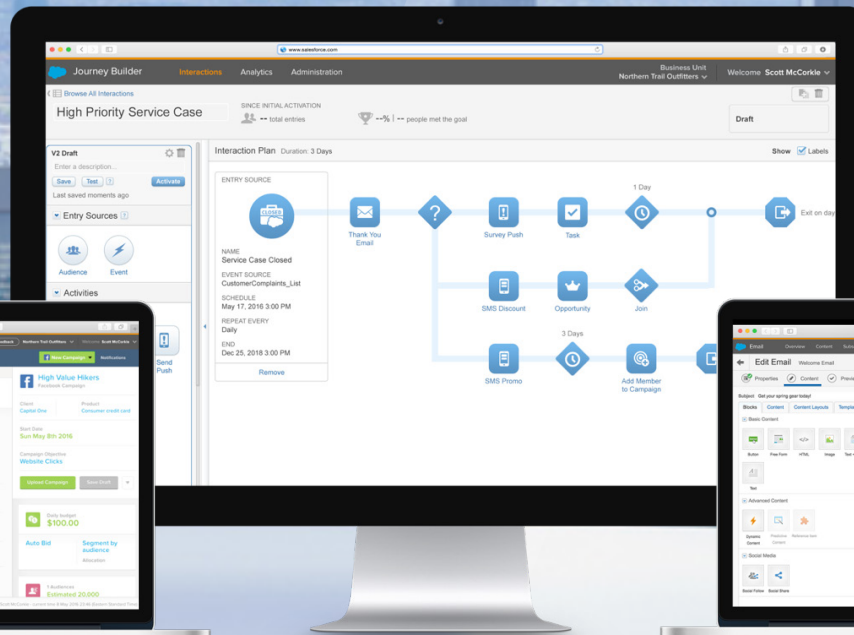 www.salesforce.com
Journey Builder
Interactions
Analytics
Administration
Business Unit
Northern Trail Outfitters
Welcome Scott McCorkle
Browse All Interactions
High Priority Service Case
SINCE INITIAL ACTIVATION
-- total entries
--% | -- people met the goal
Draft
V2 Draft
Enter a description...
Save
Test
Activate
Last saved moments ago
Entry Sources
Audience
Event
Activities
Send
Push
Interaction Plan Duration: 3 Days
Show
Labels
ENTRY SOURCE
CLOSED
NAME
Service Case Closed
EVENT SOURCE
CustomerComplaints_List
SCHEDULE
May 17, 2016 3:00 PM
REPEAT EVERY
Daily
END
Dec 25, 2018 3:00 PM
Remove
Thank You
Email
?
Survey Push
Task
1 Day
Exit on day
SMS Discount
Opportunity
Join
3 Days
SMS Promo
Add Member
to Campaign
Northern Trail Outfitters
Welcome Scott McCorkle
New Campaign
Notifications
High Value Hikers
Facebook Campaign
Client
Capital One
Product
Consumer credit card
Start Date
Sun May 8th 2016
Campaign Objective
Website Clicks
Upload Campaign
Save Draft
Daily budget
$100.00
Auto Bid
Segment by
audience
Allocation
1 Audiences
Estimated 20,000
Email
Overview
Content
Edit Email
Welcome Email
Properties
Content
Subject Get your spring gear today!
Blocks
Content
Content Layouts
Basic Content
Button
Free Form
HTML
Image
Text
Advanced Content
Dynamic
Content
Predictive
Content
Reference Item
Social Media
Social Follow
Social Share